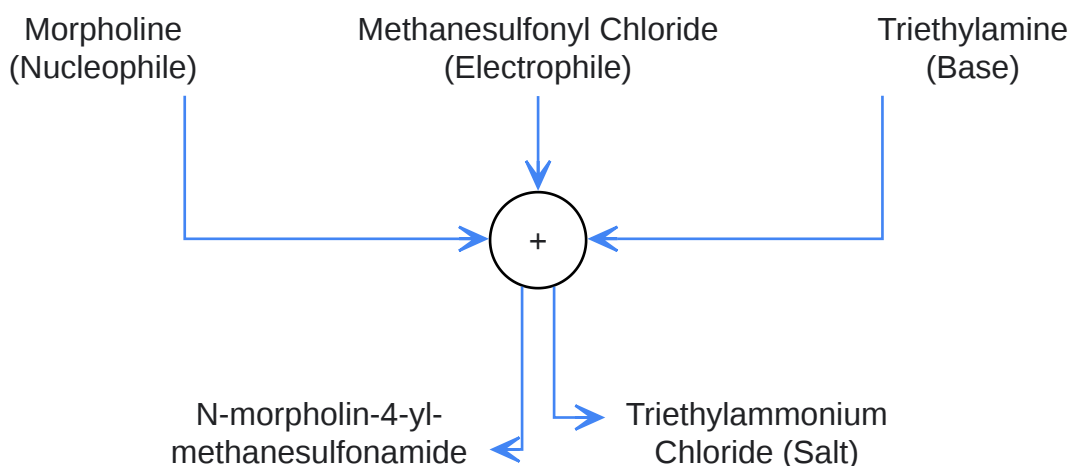 Morpholine
(Nucleophile)
Methanesulfonyl Chloride
(Electrophile)
Triethylamine
(Base)
+
N-morpholin-4-yl-
methanesulfonamide
Triethylammonium
Chloride (Salt)